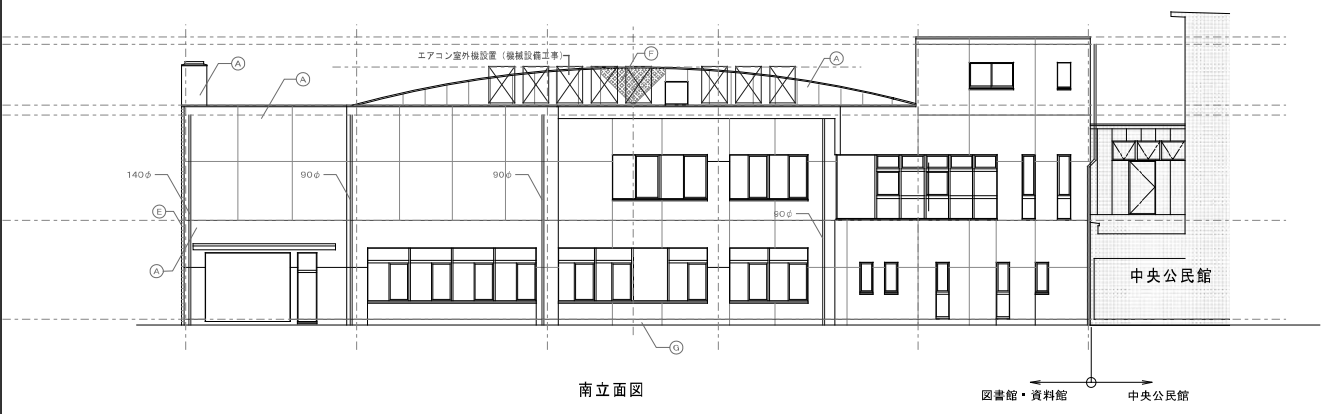 エアコン室外機設置（機械設備工事）
F
A
A
A
140φ
90φ
90φ
E
90φ
A
中央公民館
G
南立面図
図書館・資料館
中央公民館